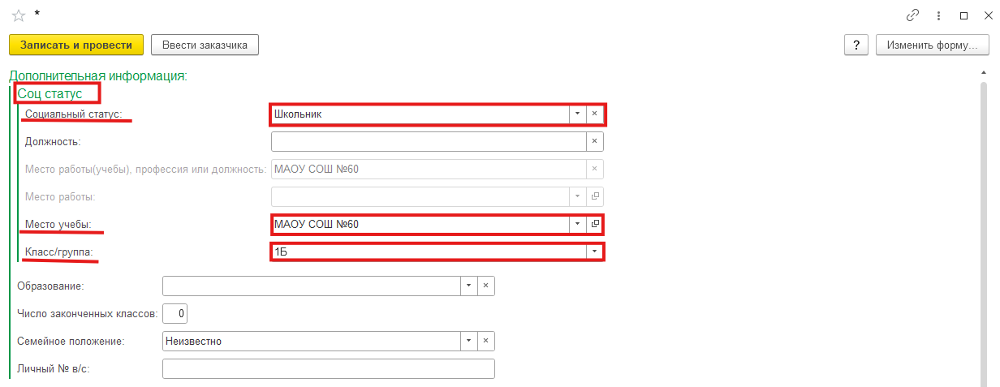 *
Записать и провести Ввести заказчика ? Изменить форму...
Дополнительная информация:
Соц статус
Социальный статус: Школьник
Должность:
Место работы(учебы), профессия или должность: МАОУ СОШ №60
Место работы:
Место учебы: МАОУ СОШ №60
Класс/группа: 1Б
Образование:
Число законченных классов: 0
Семейное положение: Неизвестно
Личный № в/с: